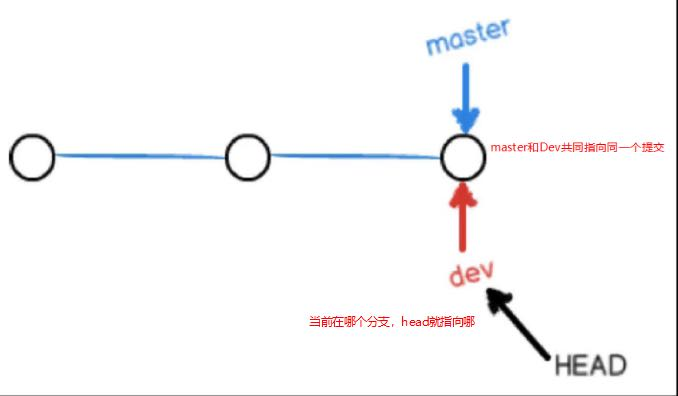 master
master和Dev共同指向同一个提交
dev
当前在哪个分支，head就指向哪
HEAD